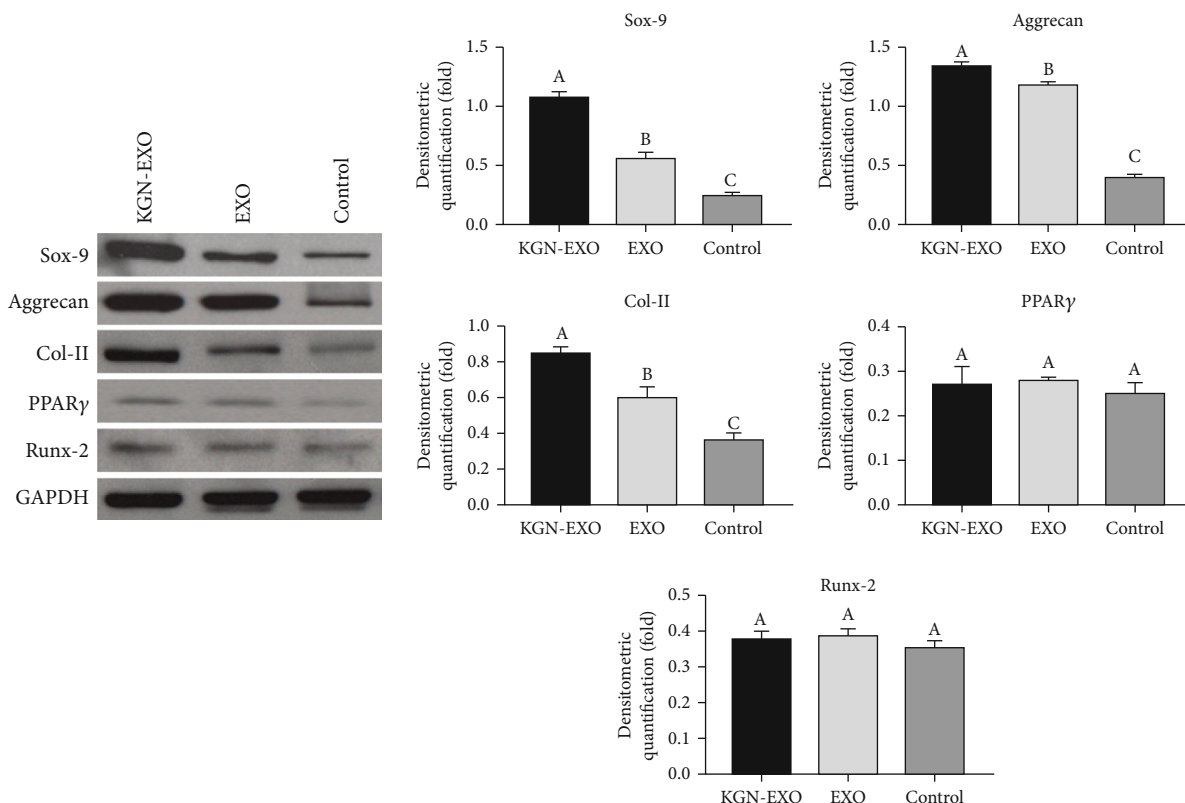 KGN-EXO
EXO
Control
Sox-9
Aggrecan
Col-II
PPARγ
Runx-2
GAPDH
Sox-9
Densitometric
quantification (fold)
1.5
1.0
0.5
0.0
A
B
C
KGN-EXO EXO Control
Aggrecan
Densitometric
quantification (fold)
1.5
1.0
0.5
0.0
A
B
C
KGN-EXO EXO Control
Col-II
Densitometric
quantification (fold)
0.8
0.6
0.4
0.2
0.0
A
B
C
KGN-EXO EXO Control
PPARγ
Densitometric
quantification (fold)
0.4
0.3
0.2
0.1
0.0
A A A
KGN-EXO EXO Control
Runx-2
Densitometric
quantification (fold)
0.5
0.4
0.3
0.2
0.1
0.0
A A A
KGN-EXO EXO Control